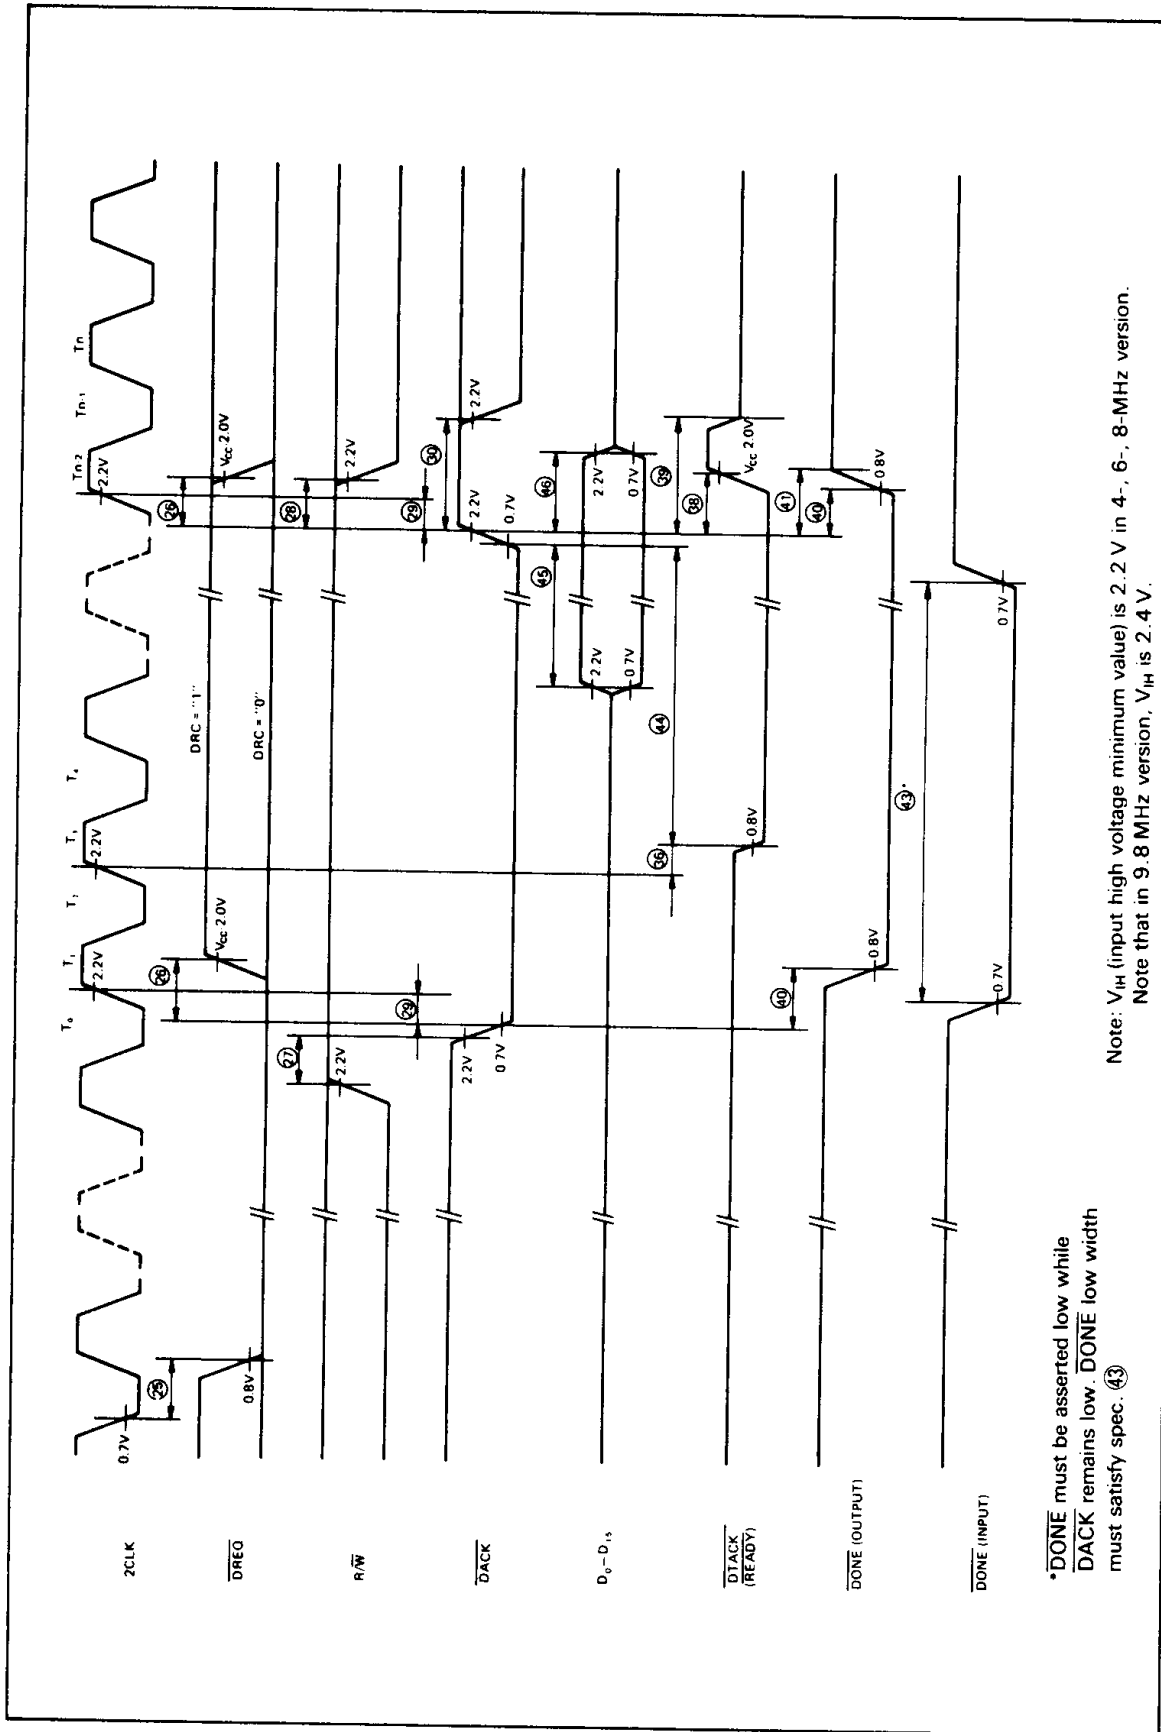 T₀
T₁
T₂
T₃
T₄
Tn-2
Tn-1
Tn
2CLK
0.7V
2.2V
2.2V
2.2V
DREQ
25
0.8V
26
Vcc-2.0V
DRC = "1"
DRC = "0"
26
Vcc-2.0V
R/W
27
2.2V
28
2.2V
DACK
29
2.2V
0.7V
29
30
2.2V
0.7V
2.2V
D₀–D₁₅
45
2.2V
0.7V
46
2.2V
0.7V
DTACK
(READY)
36
0.8V
44
38
39
Vcc-2.0V
DONE (OUTPUT)
40
0.8V
40
41
0.8V
DONE (INPUT)
0.7V
43*
0.7V
*DONE must be asserted low while
DACK remains low. DONE low width
must satisfy spec. 43
Note: VIH (input high voltage minimum value) is 2.2 V in 4-, 6-, 8-MHz version.
Note that in 9.8 MHz version, VIH is 2.4 V.